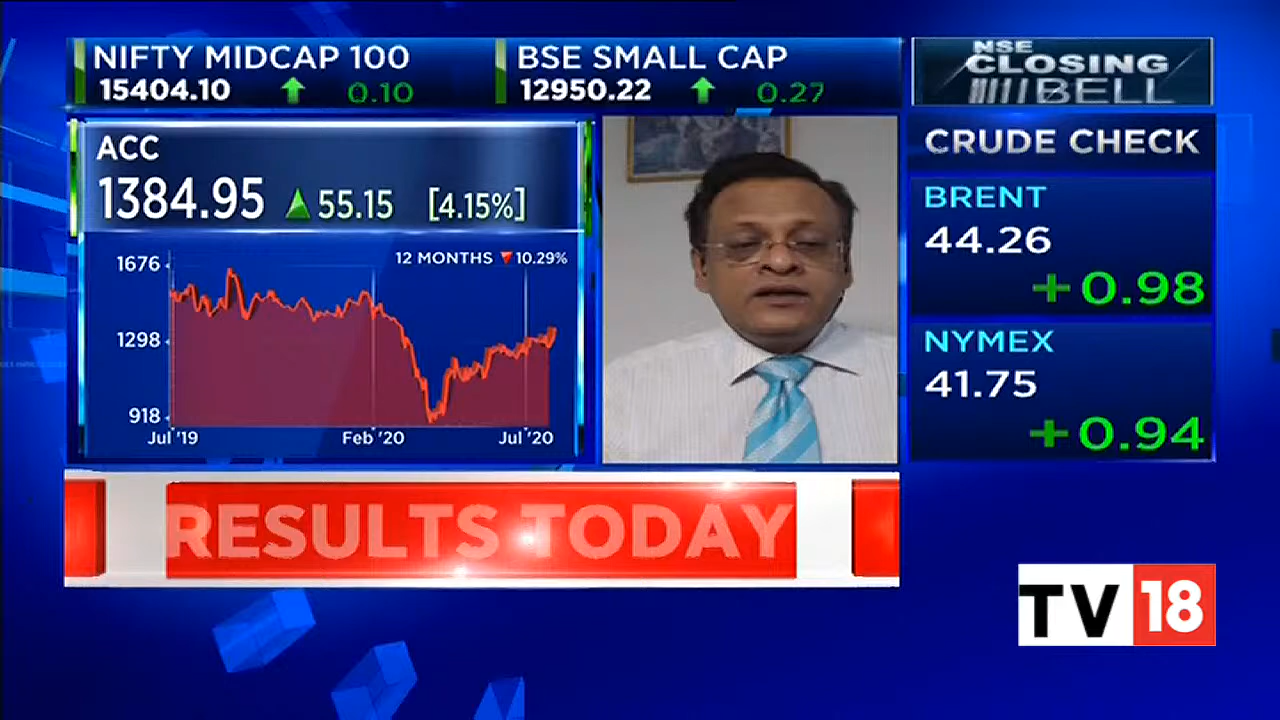 NIFTY MIDCAP 100
15404.10 0.10
BSE SMALL CAP
12950.22 0.27
NSE
CLOSING
BELL
ACC
1384.95 55.15 [4.15%]
12 MONTHS 10.29%
1676
1298
918
Jul '19 Feb '20 Jul '20
CRUDE CHECK
BRENT
44.26
+0.98
NYMEX
41.75
+0.94
RESULTS TODAY
TV18